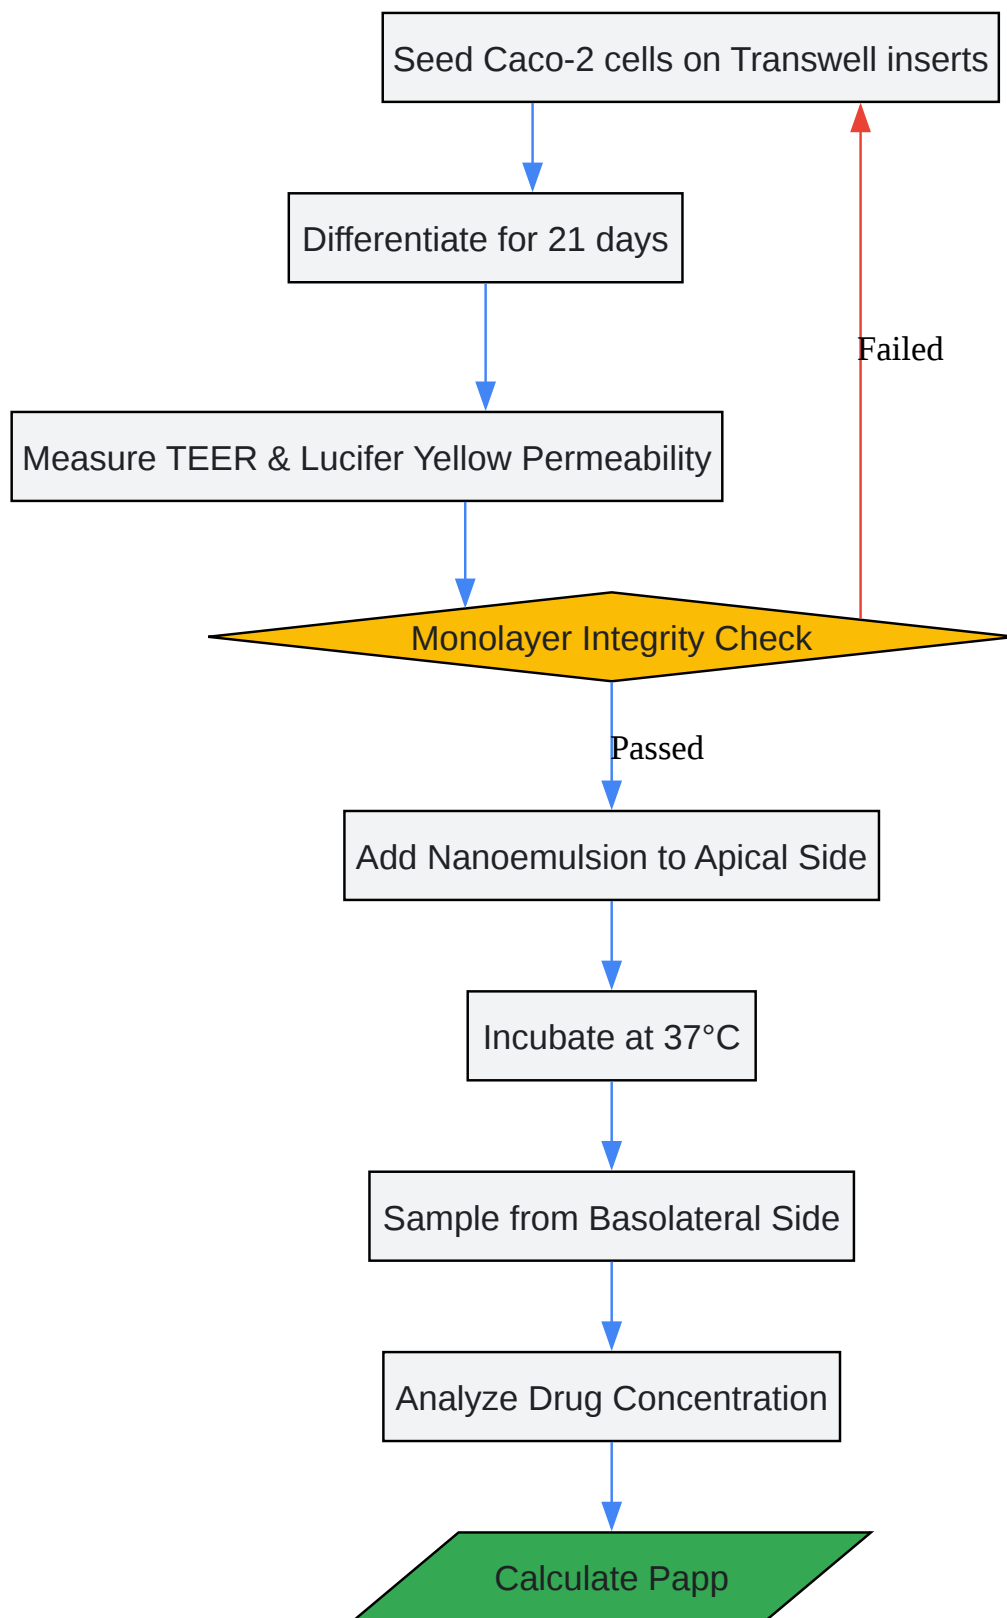 Seed Caco-2 cells on Transwell inserts
Differentiate for 21 days
Failed
Measure TEER & Lucifer Yellow Permeability
Monolayer Integrity Check
Passed
Add Nanoemulsion to Apical Side
Incubate at 37°C
Sample from Basolateral Side
Analyze Drug Concentration
Calculate Papp